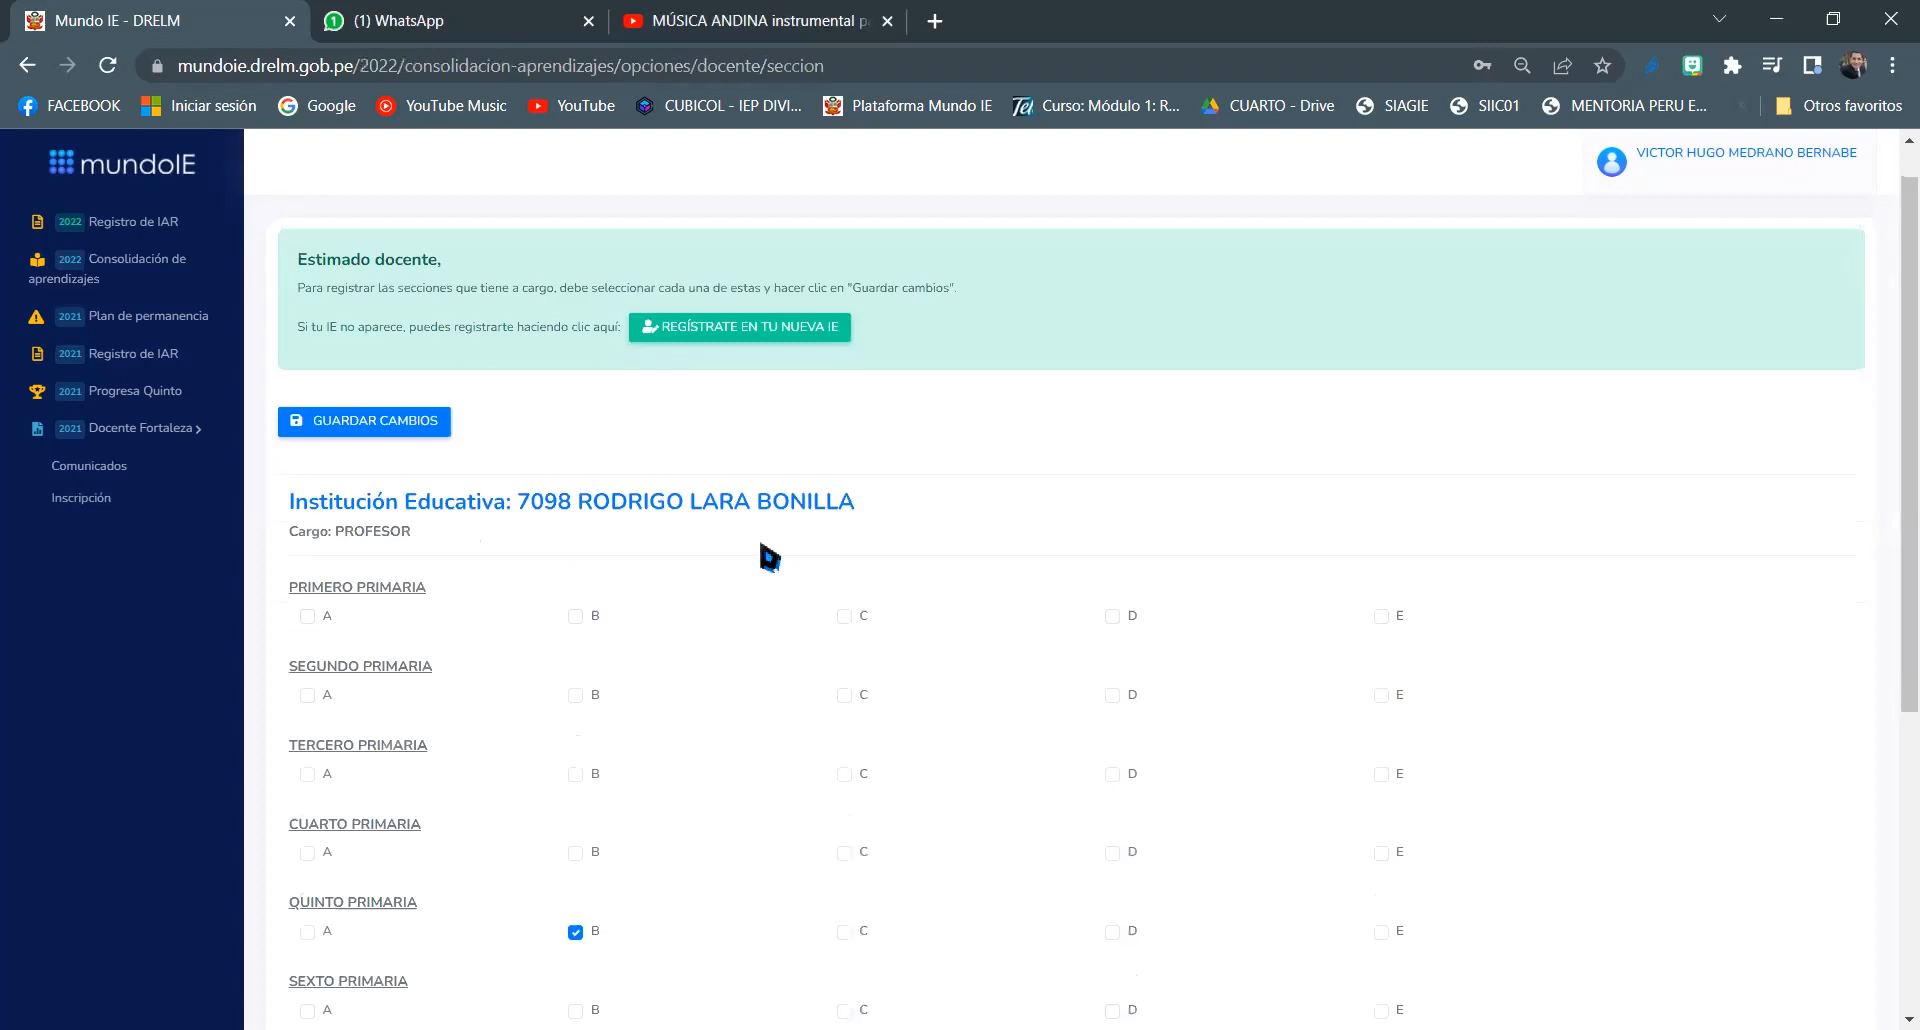 Mundo IE - DRELM
1
(1) WhatsApp
MÚSICA ANDINA instrumental pa
mundoie.drelm.gob.pe/2022/consolidacion-aprendizajes/opciones/docente/seccion
FACEBOOK
Iniciar sesión
Google
YouTube Music
YouTube
CUBICOL - IEP DIVI...
Plataforma Mundo IE
Tel
Curso: Módulo 1: R...
CUARTO - Drive
SIAGIE
SIIC01
MENTORIA PERU E...
Otros favoritos
mundoIE
VICTOR HUGO MEDRANO BERNABE
2022 Registro de IAR
2022 Consolidación de
aprendizajes
2021 Plan de permanencia
2021 Registro de IAR
2021 Progresa Quinto
2021 Docente Fortaleza
Comunicados
Inscripción
Estimado docente,
Para registrar las secciones que tiene a cargo, debe seleccionar cada una de estas y hacer clic en "Guardar cambios".
Si tu IE no aparece, puedes registrarte haciendo clic aquí: REGÍSTRATE EN TU NUEVA IE
GUARDAR CAMBIOS
Institución Educativa: 7098 RODRIGO LARA BONILLA
Cargo: PROFESOR
PRIMERO PRIMARIA
A B C D E
SEGUNDO PRIMARIA
A B C D E
TERCERO PRIMARIA
A B C D E
CUARTO PRIMARIA
A B C D E
QUINTO PRIMARIA
A B C D E
SEXTO PRIMARIA
A B C D E